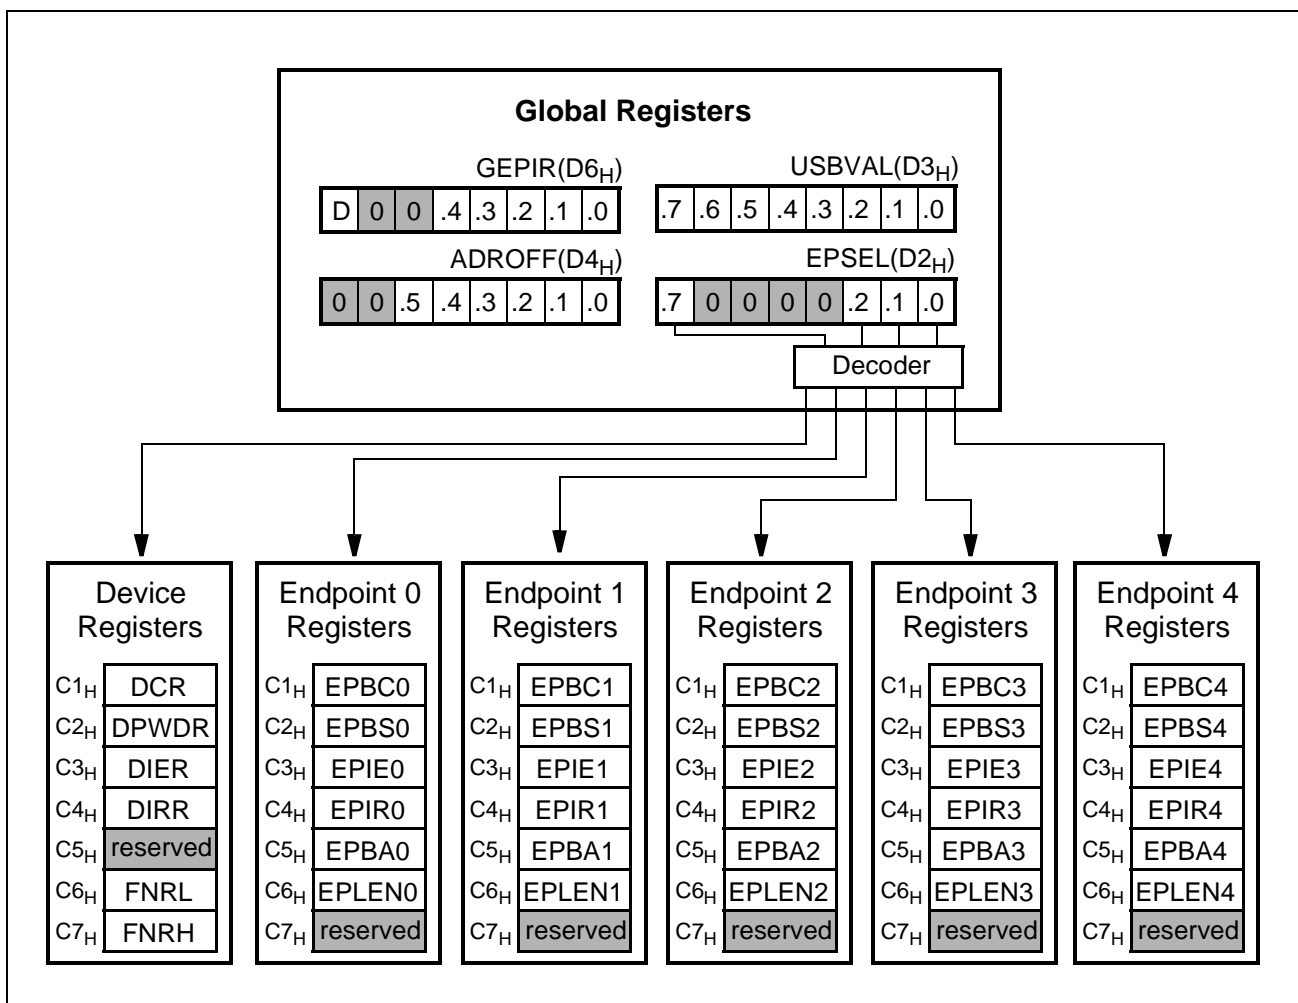 Global Registers
GEPIR(D6H)
D 0 0 .4 .3 .2 .1 .0
USBVAL(D3H)
.7 .6 .5 .4 .3 .2 .1 .0
ADROFF(D4H)
0 0 .5 .4 .3 .2 .1 .0
EPSEL(D2H)
.7 0 0 0 0 .2 .1 .0
Decoder
Device
Registers
C1H DCR
C2H DPWDR
C3H DIER
C4H DIRR
C5H reserved
C6H FNRL
C7H FNRH
Endpoint 0
Registers
C1H EPBC0
C2H EPBS0
C3H EPIE0
C4H EPIR0
C5H EPBA0
C6H EPLEN0
C7H reserved
Endpoint 1
Registers
C1H EPBC1
C2H EPBS1
C3H EPIE1
C4H EPIR1
C5H EPBA1
C6H EPLEN1
C7H reserved
Endpoint 2
Registers
C1H EPBC2
C2H EPBS2
C3H EPIE2
C4H EPIR2
C5H EPBA2
C6H EPLEN2
C7H reserved
Endpoint 3
Registers
C1H EPBC3
C2H EPBS3
C3H EPIE3
C4H EPIR3
C5H EPBA3
C6H EPLEN3
C7H reserved
Endpoint 4
Registers
C1H EPBC4
C2H EPBS4
C3H EPIE4
C4H EPIR4
C5H EPBA4
C6H EPLEN4
C7H reserved